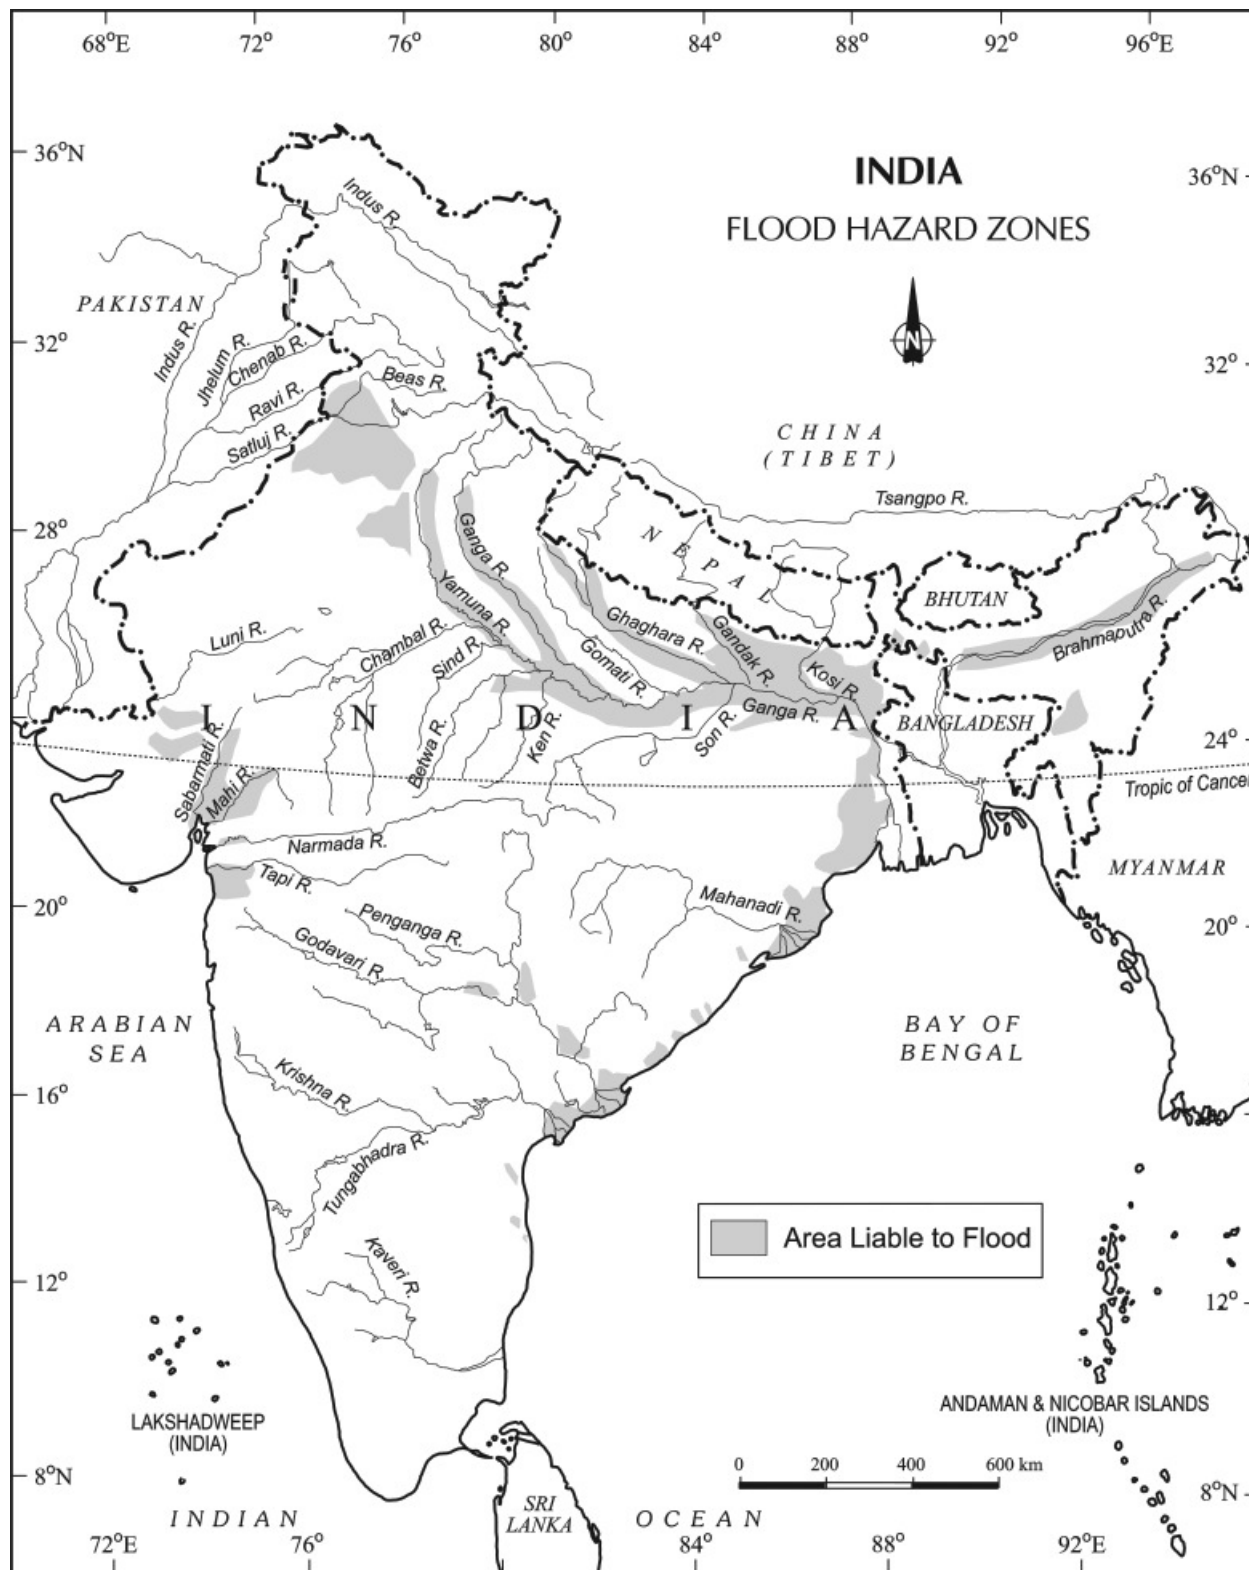 68°E 72° 76° 80° 84° 88° 92° 96°E
36°N
INDIA
36°N
FLOOD HAZARD ZONES
Indus R.
PAKISTAN
N
Indus R.
32°
Jhelum R.
Chenab R.
32°
Beas R.
Ravi R.
CHINA
(TIBET)
Satluj R.
Tsangpo R.
28°
28°
NEPAL
Ganga R.
Yamuna R.
BHUTAN
Ghaghara R.
Gandak R.
Brahmaputra R.
Luni R.
Chambal R.
Sind R.
Gomati R.
Kosi R.
INDIA
Ganga R.
BANGLADESH
Sabarmati R.
Betwa R.
Ken R.
Son R.
24°
Mahi R.
Tropic of Cancer
Narmada R.
MYANMAR
Tapi R.
Mahanadi R.
20°
Penganga R.
20°
Godavari R.
ARABIAN
SEA
BAY OF
BENGAL
16°
Krishna R.
Tungabhadra R.
Area Liable to Flood
Kaveri R.
12°
12°
LAKSHADWEEP
(INDIA)
ANDAMAN & NICOBAR ISLANDS
(INDIA)
0 200 400 600 km
8°N
8°N
SRI
LANKA
INDIAN OCEAN
72°E 76° 84° 88° 92°E